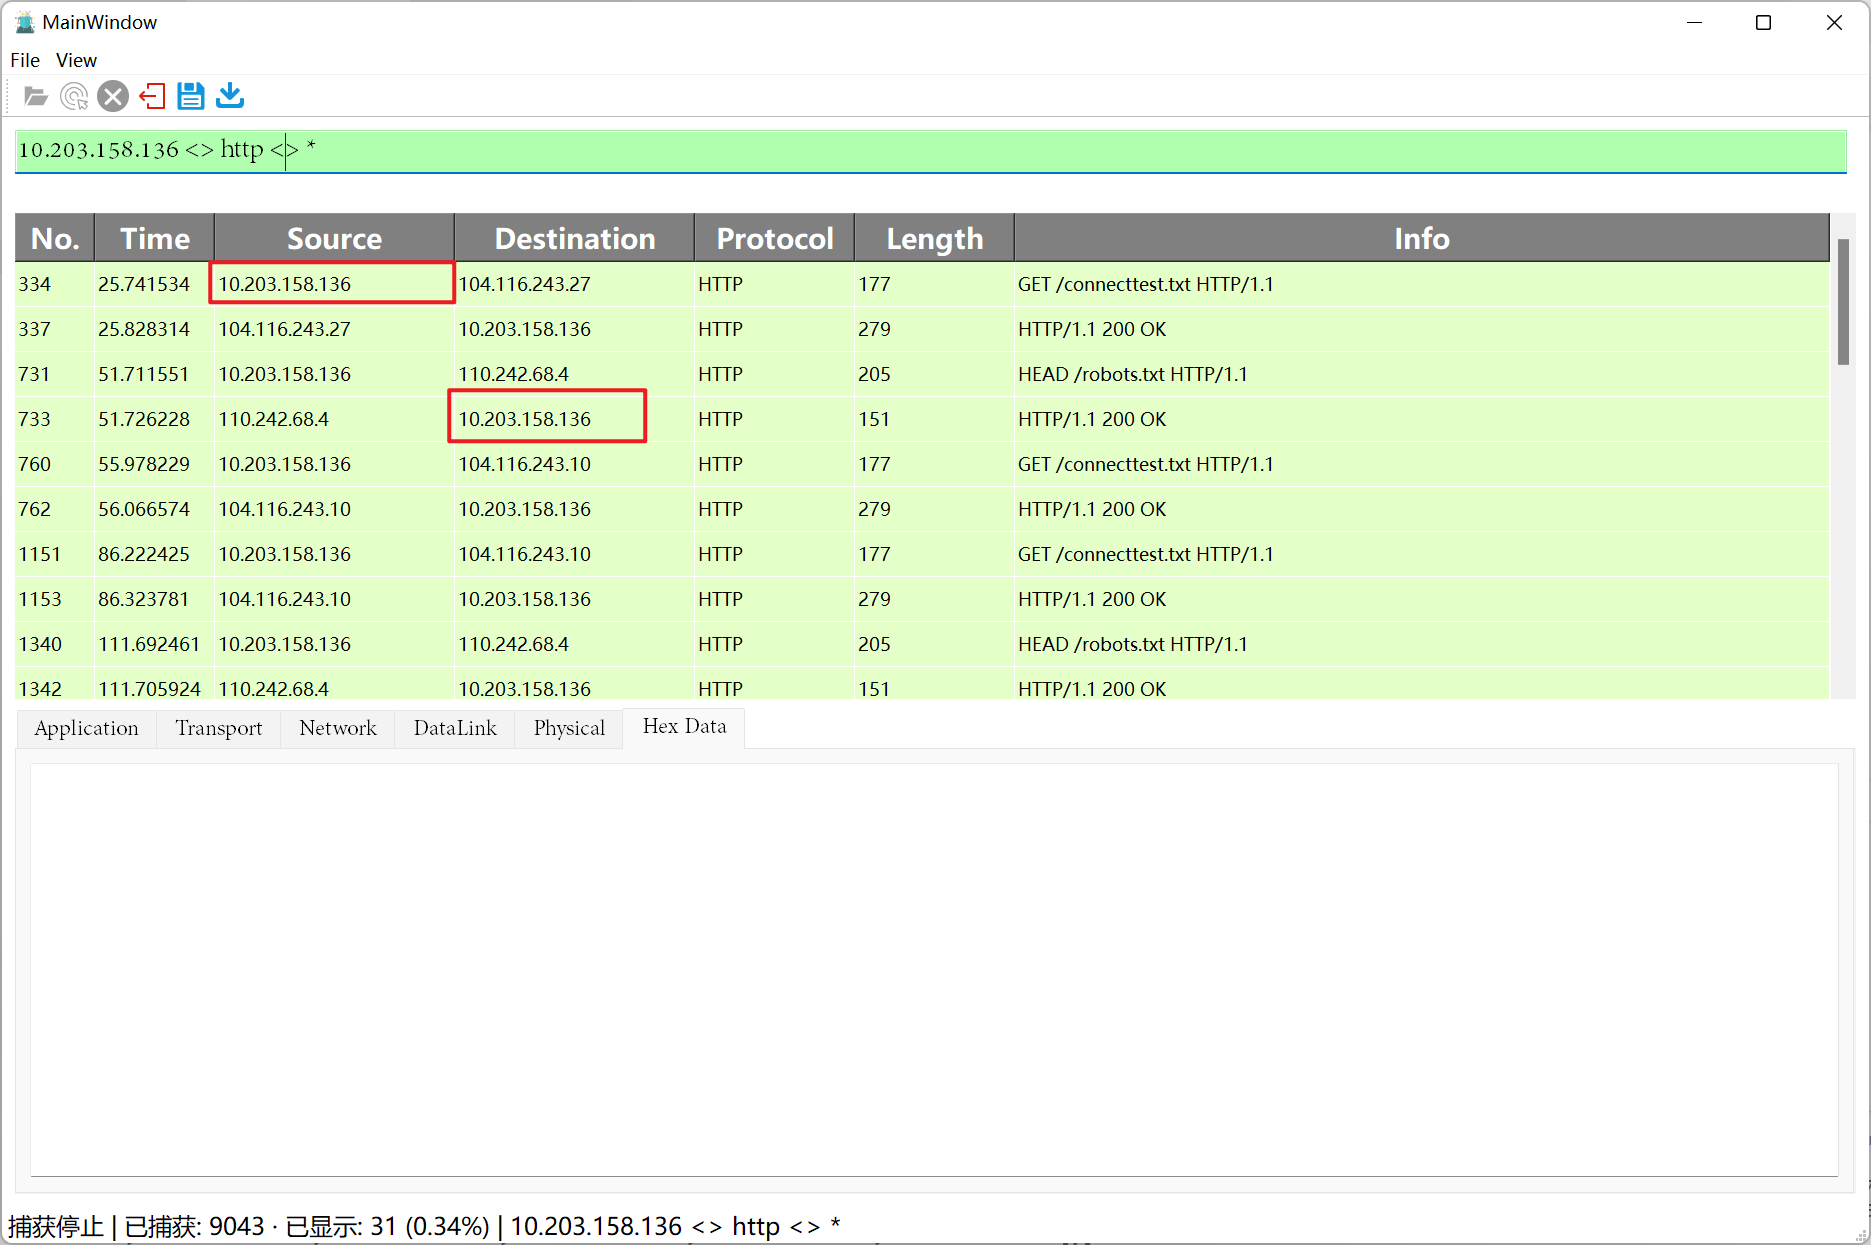 MainWindow
File View
10.203.158.136 <> http <> *
No. Time Source Destination Protocol Length Info
334 25.741534 10.203.158.136 104.116.243.27 HTTP 177 GET /connecttest.txt HTTP/1.1
337 25.828314 104.116.243.27 10.203.158.136 HTTP 279 HTTP/1.1 200 OK
731 51.711551 10.203.158.136 110.242.68.4 HTTP 205 HEAD /robots.txt HTTP/1.1
733 51.726228 110.242.68.4 10.203.158.136 HTTP 151 HTTP/1.1 200 OK
760 55.978229 10.203.158.136 104.116.243.10 HTTP 177 GET /connecttest.txt HTTP/1.1
762 56.066574 104.116.243.10 10.203.158.136 HTTP 279 HTTP/1.1 200 OK
1151 86.222425 10.203.158.136 104.116.243.10 HTTP 177 GET /connecttest.txt HTTP/1.1
1153 86.323781 104.116.243.10 10.203.158.136 HTTP 279 HTTP/1.1 200 OK
1340 111.692461 10.203.158.136 110.242.68.4 HTTP 205 HEAD /robots.txt HTTP/1.1
1342 111.705924 110.242.68.4 10.203.158.136 HTTP 151 HTTP/1.1 200 OK
Application Transport Network DataLink Physical Hex Data
捕获停止 | 已捕获: 9043 · 已显示: 31 (0.34%) | 10.203.158.136 <> http <> *